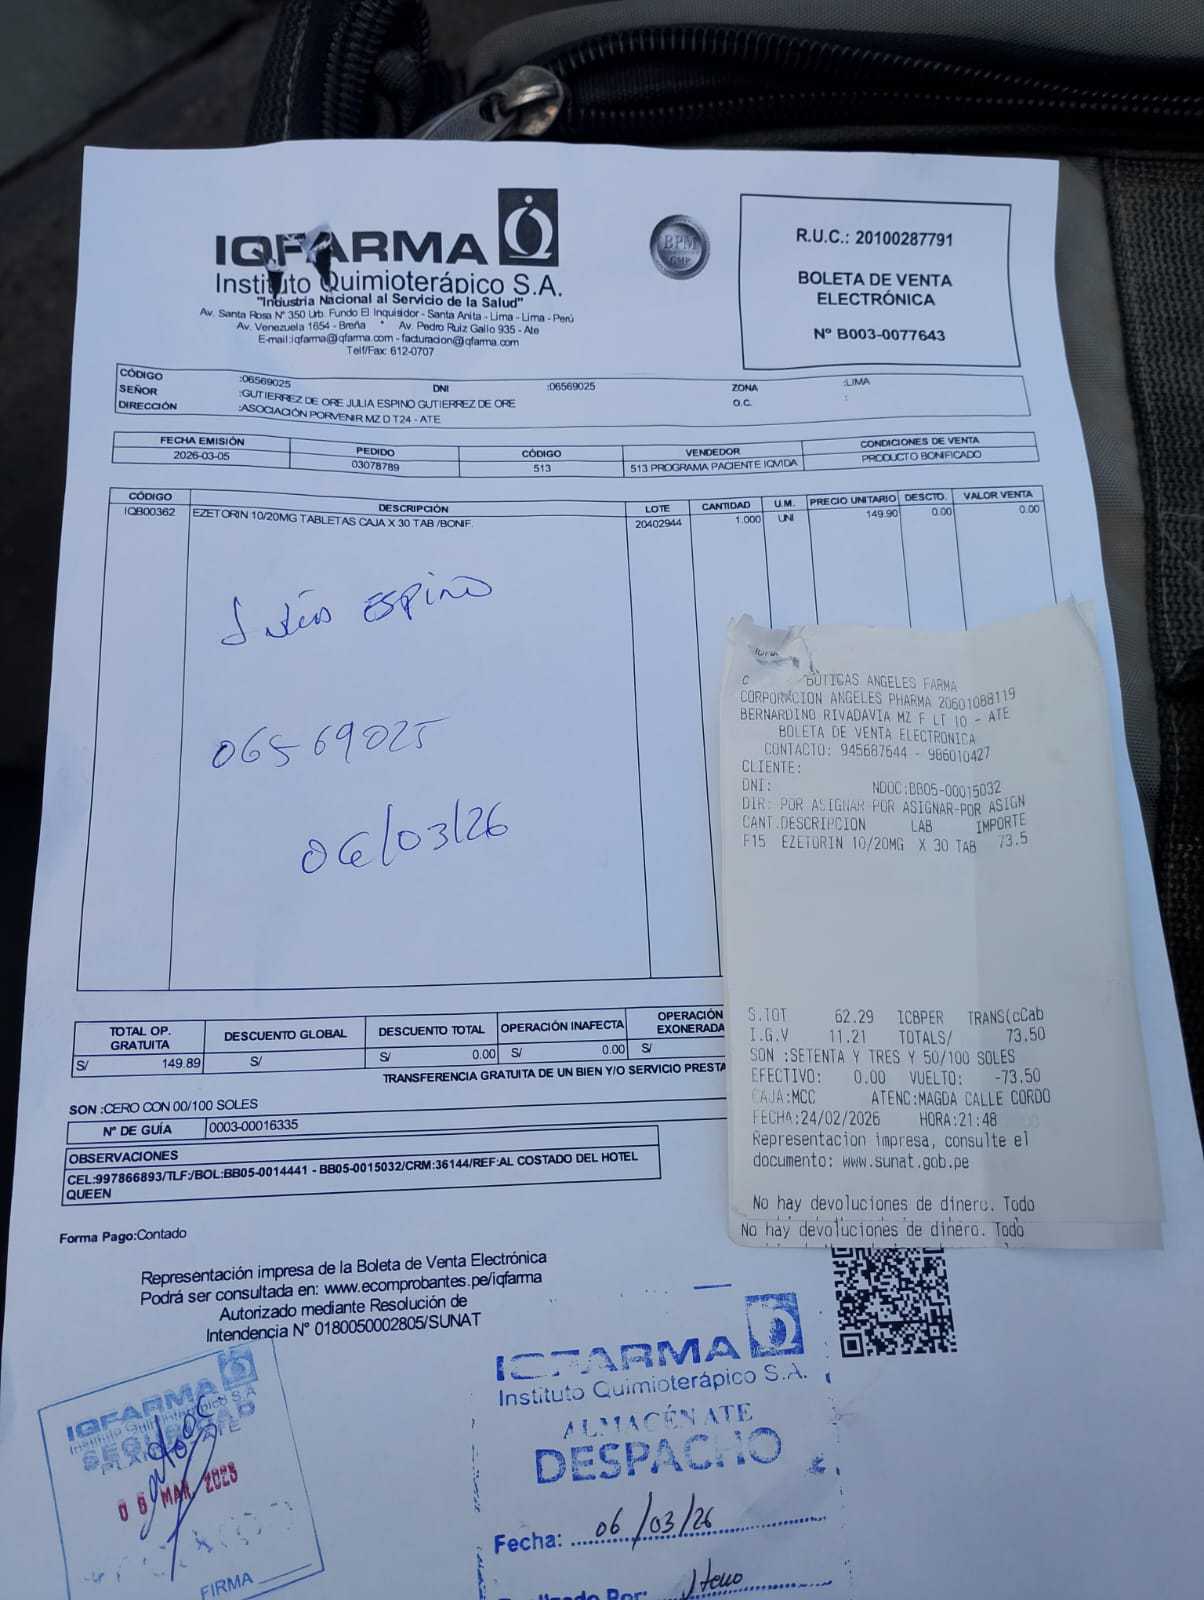 IQFARMA
Instituto Quimioterápico S.A.
"Industria Nacional al Servicio de la Salud"
Av. Santa Rosa N° 350 Urb. Fundo El Inquisidor - Santa Anita - Lima - Lima - Perú
Av. Venezuela 1654 - Breña * Av. Pedro Ruiz Gallo 935 - Ate
E-mail:iqfarma@iqfarma.com - facturacion@iqfarma.com
Telf/Fax: 612-0707
BPM
GMP
R.U.C.: 20100287791
BOLETA DE VENTA
ELECTRÓNICA
N° B003-0077643
CÓDIGO :06569025 DNI :06569025 ZONA :LIMA
SEÑOR :GUTIERREZ DE ORE JULIA ESPINO GUTIERREZ DE ORE O.C. :
DIRECCIÓN :ASOCIACIÓN PORVENIR MZ D T24 - ATE
FECHA EMISIÓN PEDIDO CÓDIGO VENDEDOR CONDICIONES DE VENTA
2026-03-05 03078789 513 513 PROGRAMA PACIENTE IQVIDA PRODUCTO BONIFICADO
CÓDIGO DESCRIPCIÓN LOTE CANTIDAD U.M. PRECIO UNITARIO DESCTO. VALOR VENTA
IQB00362 EZETORIN 10/20MG TABLETAS CAJA X 30 TAB /BONIF. 20402944 1.000 UNI 149.90 0.00 0.00
Julia ESPINO
06569025
06/03/26
BOTICAS ANGELES FARMA
CORPORACION ANGELES PHARMA 20601088119
BERNARDINO RIVADAVIA MZ F LT 10 - ATE
BOLETA DE VENTA ELECTRONICA
CONTACTO: 945687644 - 986010427
CLIENTE:
DNI: NDOC:BB05-00015032
DIR: POR ASIGNAR-POR ASIGNAR-POR ASIGN
CANT.DESCRIPCION LAB IMPORTE
F15 EZETORIN 10/20MG X 30 TAB 73.5
S.TOT 62.29 ICBPER TRANS(cCab
I.G.V 11.21 TOTALS/ 73.50
SON :SETENTA Y TRES Y 50/100 SOLES
EFECTIVO: 0.00 VUELTO: -73.50
CAJA:MCC ATENC:MAGDA CALLE CORDO
FECHA:24/02/2026 HORA:21:48
Representacion impresa, consulte el
documento: www.sunat.gob.pe
No hay devoluciones de dinero. Todo
No hay devoluciones de dinero. Todo
TOTAL OP. GRATUITA DESCUENTO GLOBAL DESCUENTO TOTAL OPERACIÓN INAFECTA OPERACIÓN EXONERADA
S/ 149.89 S/ S/ 0.00 S/ 0.00 S/
TRANSFERENCIA GRATUITA DE UN BIEN Y/O SERVICIO PRESTA
SON :CERO CON 00/100 SOLES
N° DE GUÍA 0003-00016335
OBSERVACIONES
CEL:997866893/TLF:/BOL:BB05-0014441 - BB05-0015032/CRM:36144/REF:AL COSTADO DEL HOTEL
QUEEN
Forma Pago:Contado
Representación impresa de la Boleta de Venta Electrónica
Podrá ser consultada en: www.ecomprobantes.pe/iqfarma
Autorizado mediante Resolución de
Intendencia N° 0180050002805/SUNAT
IQFARMA
Instituto Quimioterápico S.A
SEGURIDAD
FIRMA
IQFARMA
Instituto Quimioterápico S.A.
ALMACÉN ATE
DESPACHO
Fecha: 06/03/26
Por: